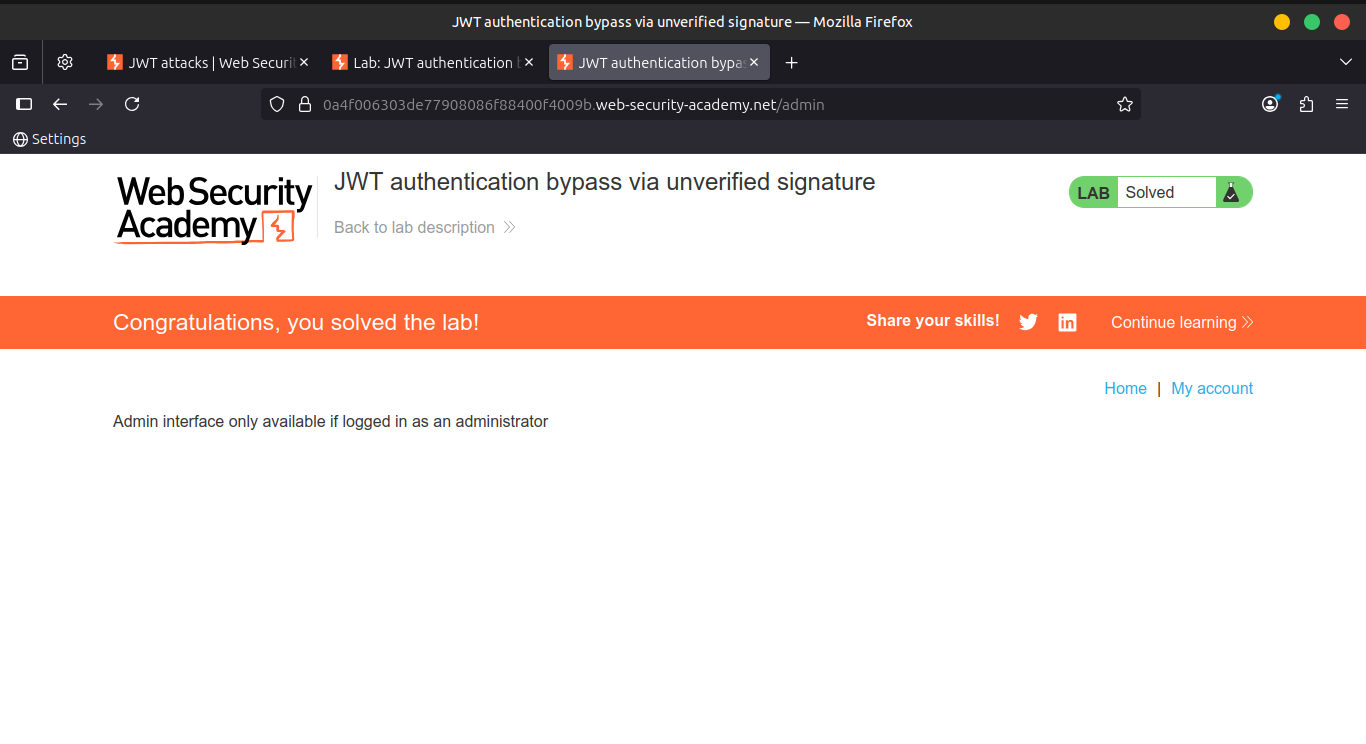 JWT authentication bypass via unverified signature — Mozilla Firefox
JWT attacks | Web Securit
Lab: JWT authentication
JWT authentication bypas
0a4f006303de77908086f88400f4009b.web-security-academy.net/admin
Settings
Web Security
Academy
JWT authentication bypass via unverified signature
Back to lab description
LAB Solved
Congratulations, you solved the lab!
Share your skills!
Continue learning
Home | My account
Admin interface only available if logged in as an administrator